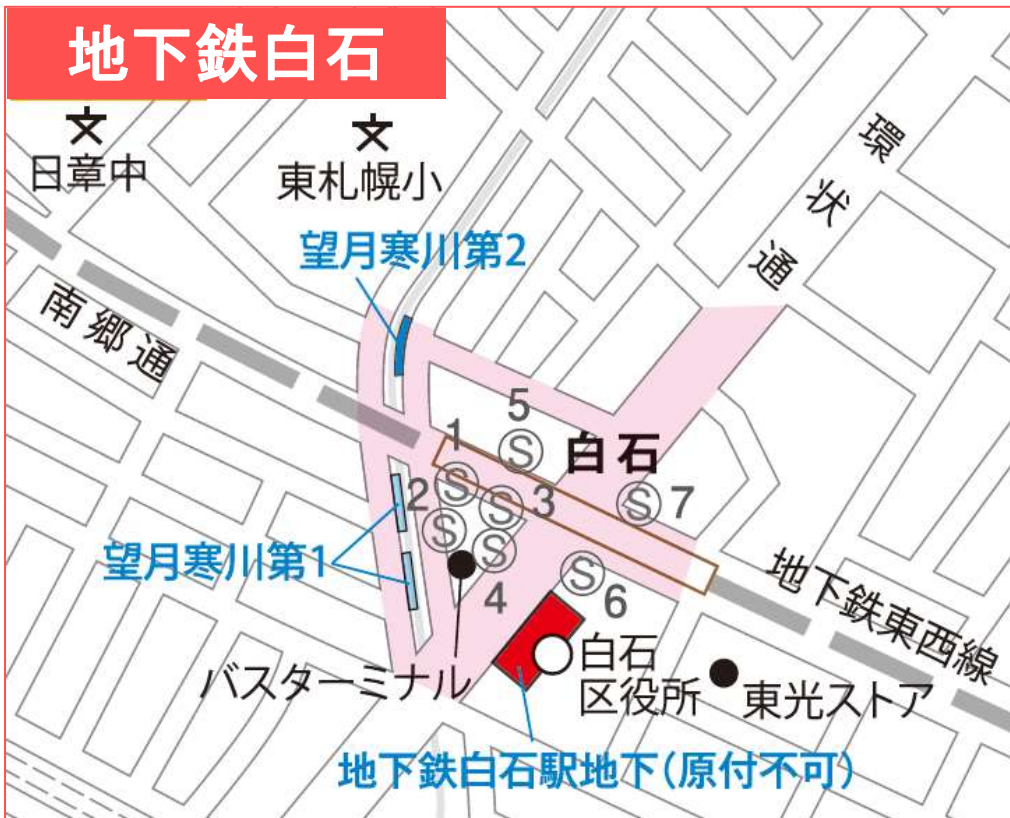 地下鉄白石
日章中
東札幌小
環状通
望月寒川第2
南郷通
5
1
白石
2
S
S
S
3
S
7
S
望月寒川第1
S
S
4
6
地下鉄東西線
バスターミナル
白石
区役所
東光ストア
地下鉄白石駅地下(原付不可)